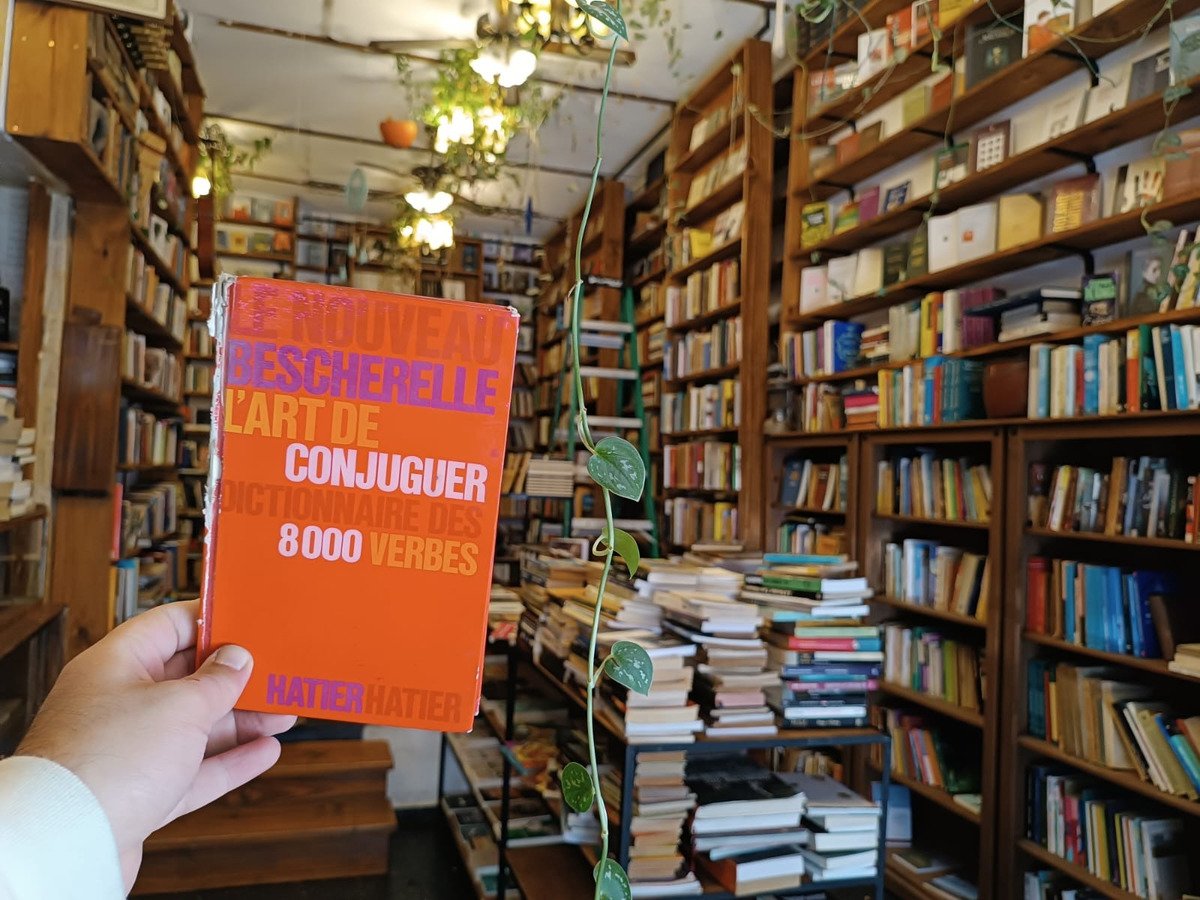 LE NOUVEAU
BESCHERELLE
L'ART DE
CONJUGUER
DICTIONNAIRE DES
8000 VERBES
HATIER HATIER